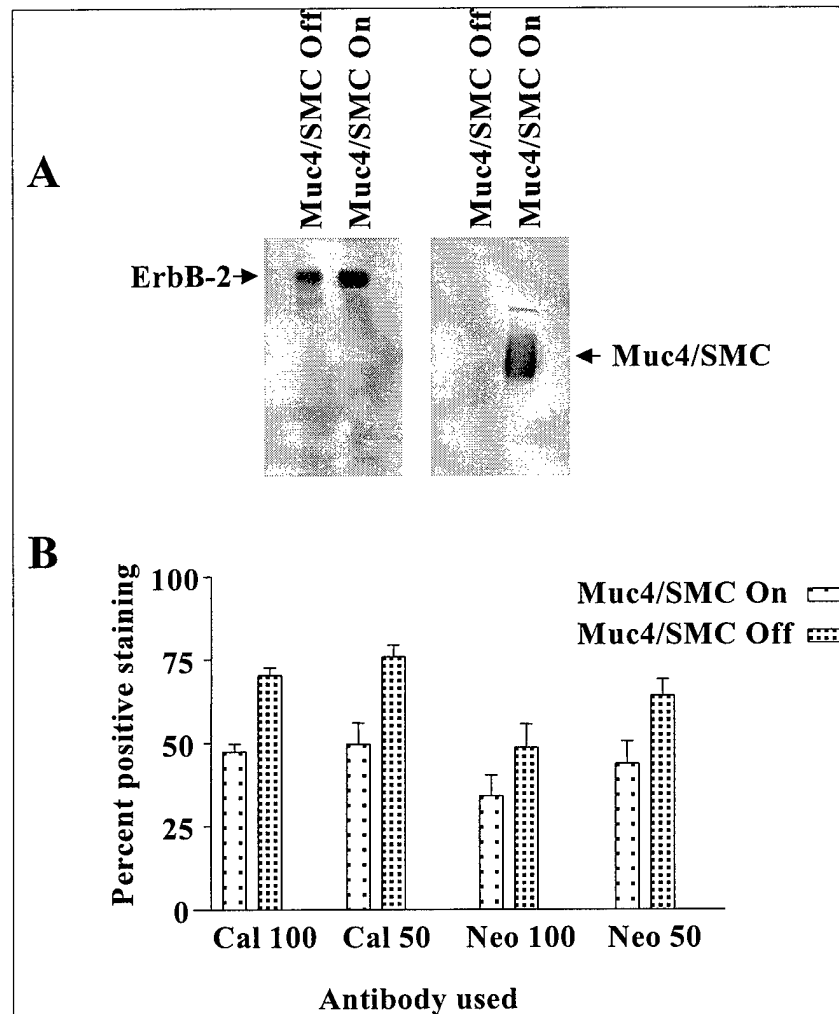 A
Muc4/SMC Off
Muc4/SMC On
Muc4/SMC Off
Muc4/SMC On
ErbB-2
Muc4/SMC
B
Percent positive staining
100
75
50
25
0
Muc4/SMC On
Muc4/SMC Off
Cal 100
Cal 50
Neo 100
Neo 50
Antibody used